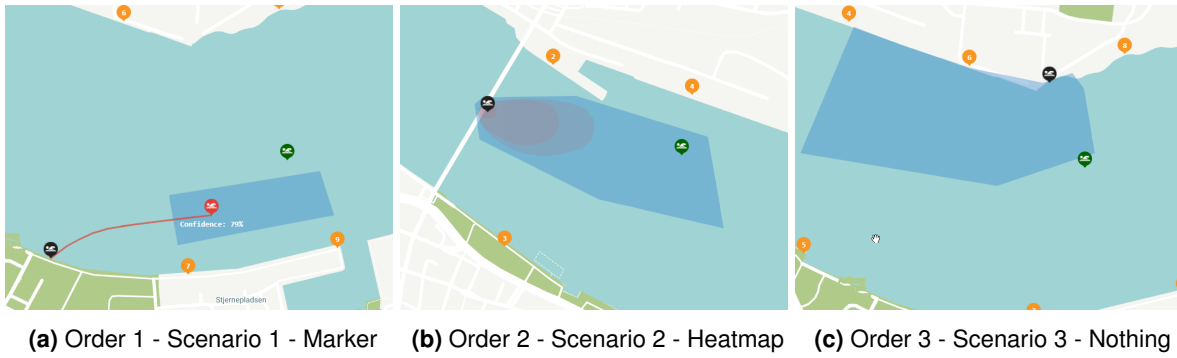 6
Confidence: 79%
9
7
Stjernepladsen
2
4
3
4
6
8
5
(a) Order 1 - Scenario 1 - Marker
(b) Order 2 - Scenario 2 - Heatmap
(c) Order 3 - Scenario 3 - Nothing